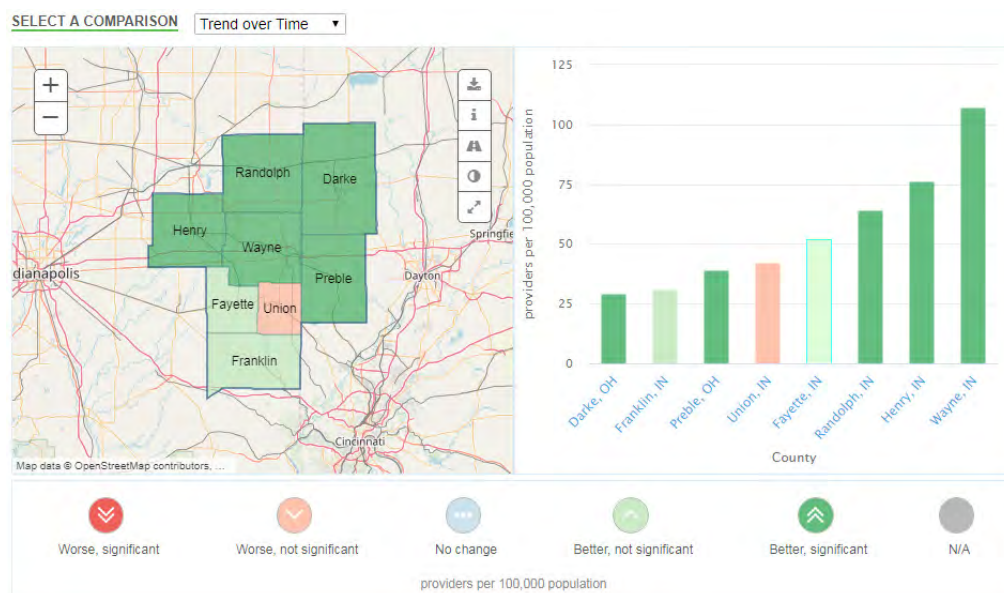 SELECT A COMPARISON
Trend over Time
+
−
i
Randolph
Darke
Henry
Wayne
Preble
Fayette
Union
Franklin
dianapolis
Springfie
Dayton
Cincinnati
Map data © OpenStreetMap contributors, ...
providers per 100,000 population
125
100
75
50
25
0
Darke, OH
Franklin, IN
Preble, OH
Union, IN
Fayette, IN
Randolph, IN
Henry, IN
Wayne, IN
County
Worse, significant
Worse, not significant
No change
Better, not significant
Better, significant
N/A
providers per 100,000 population